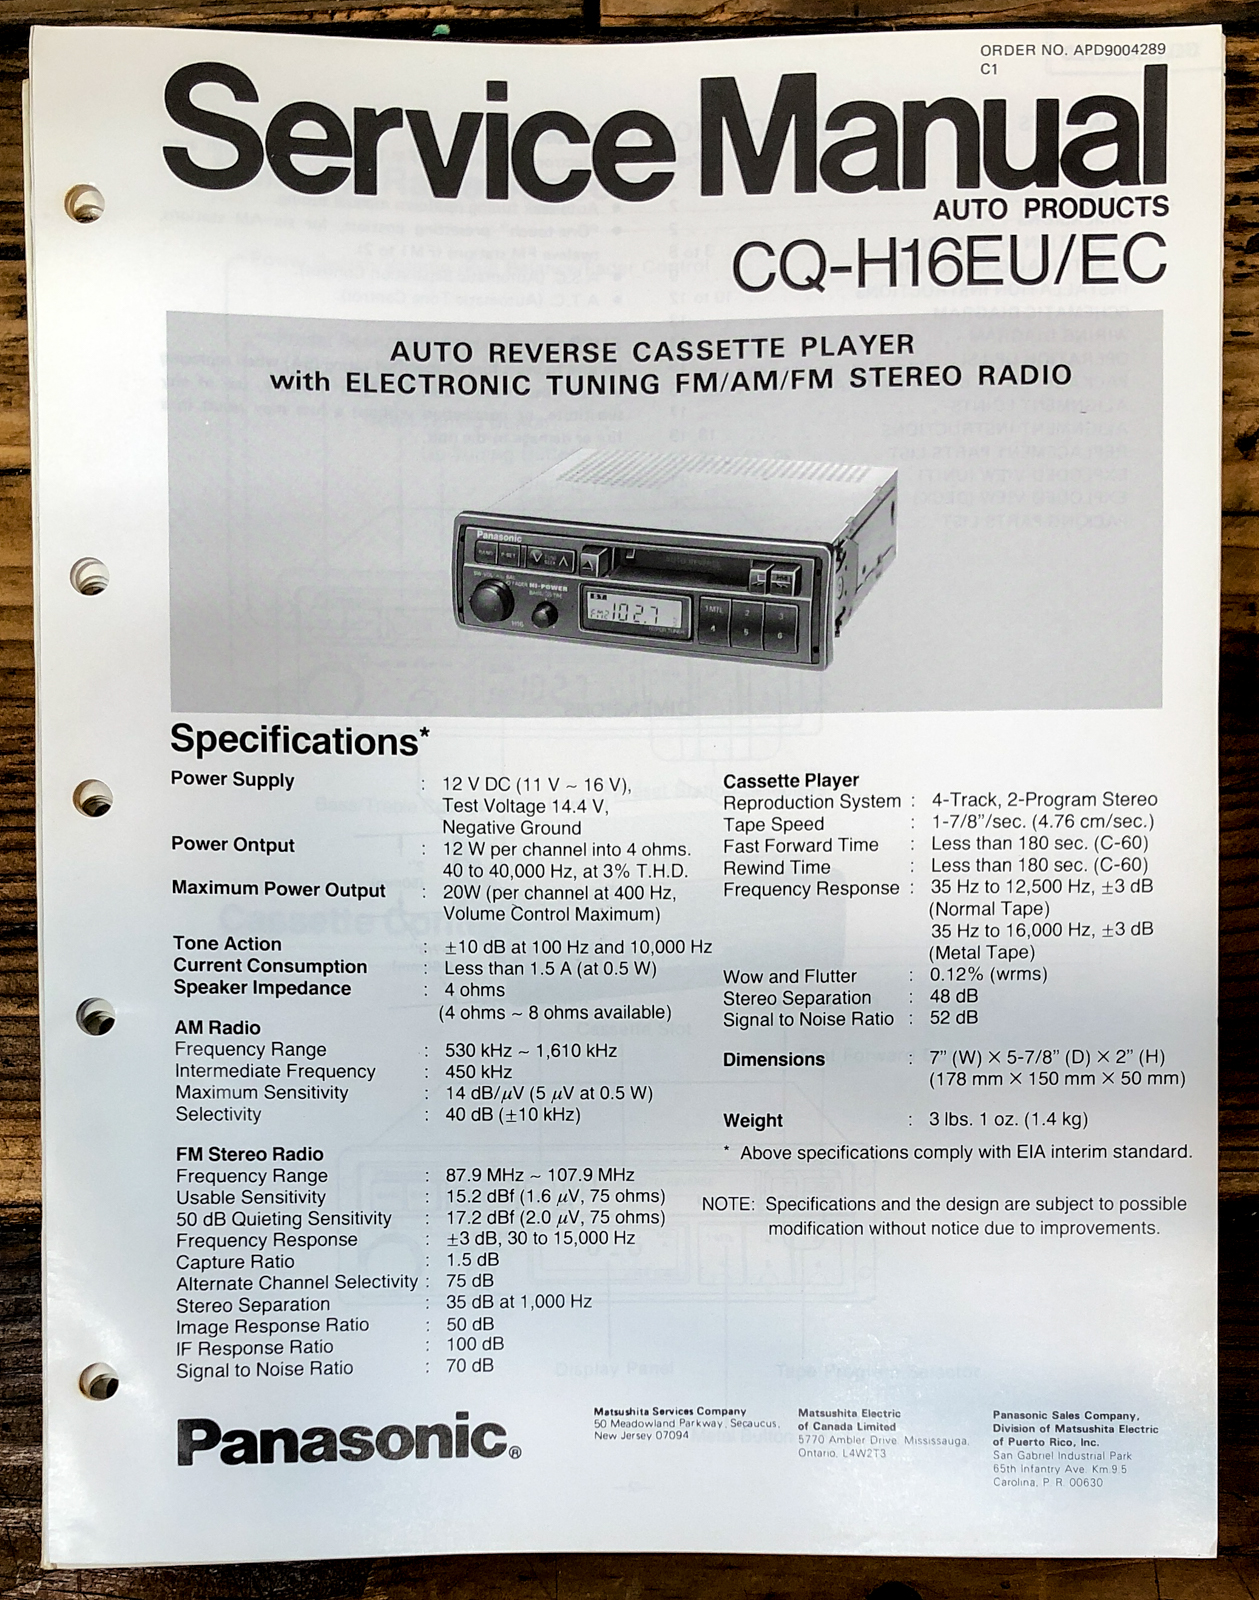 ORDER NO. APD9004289
C1
Service Manual
AUTO PRODUCTS
CQ-H16EU/EC
AUTO REVERSE CASSETTE PLAYER
with ELECTRONIC TUNING FM/AM/FM STEREO RADIO
Panasonic
HI-POWER
H16
FM2 102.7
1MTL 2 3
4 5 6
Specifications*
Power Supply : 12 V DC (11 V ~ 16 V),
Test Voltage 14.4 V,
Negative Ground
Power Ontput : 12 W per channel into 4 ohms.
40 to 40,000 Hz, at 3% T.H.D.
Maximum Power Output : 20W (per channel at 400 Hz,
Volume Control Maximum)
Tone Action : ±10 dB at 100 Hz and 10,000 Hz
Current Consumption : Less than 1.5 A (at 0.5 W)
Speaker Impedance : 4 ohms
(4 ohms ~ 8 ohms available)
AM Radio
Frequency Range : 530 kHz ~ 1,610 kHz
Intermediate Frequency : 450 kHz
Maximum Sensitivity : 14 dB/μV (5 μV at 0.5 W)
Selectivity : 40 dB (±10 kHz)
FM Stereo Radio
Frequency Range : 87.9 MHz ~ 107.9 MHz
Usable Sensitivity : 15.2 dBf (1.6 μV, 75 ohms)
50 dB Quieting Sensitivity : 17.2 dBf (2.0 μV, 75 ohms)
Frequency Response : ±3 dB, 30 to 15,000 Hz
Capture Ratio : 1.5 dB
Alternate Channel Selectivity : 75 dB
Stereo Separation : 35 dB at 1,000 Hz
Image Response Ratio : 50 dB
IF Response Ratio : 100 dB
Signal to Noise Ratio : 70 dB
Cassette Player
Reproduction System : 4-Track, 2-Program Stereo
Tape Speed : 1-7/8”/sec. (4.76 cm/sec.)
Fast Forward Time : Less than 180 sec. (C-60)
Rewind Time : Less than 180 sec. (C-60)
Frequency Response : 35 Hz to 12,500 Hz, ±3 dB
(Normal Tape)
35 Hz to 16,000 Hz, ±3 dB
(Metal Tape)
Wow and Flutter : 0.12% (wrms)
Stereo Separation : 48 dB
Signal to Noise Ratio : 52 dB
Dimensions : 7” (W) × 5-7/8” (D) × 2” (H)
(178 mm × 150 mm × 50 mm)
Weight : 3 lbs. 1 oz. (1.4 kg)
* Above specifications comply with EIA interim standard.
NOTE: Specifications and the design are subject to possible
modification without notice due to improvements.
Panasonic®
Matsushita Services Company
50 Meadowland Parkway, Secaucus,
New Jersey 07094
Matsushita Electric
of Canada Limited
5770 Ambler Drive, Mississauga,
Ontario, L4W2T3
Panasonic Sales Company,
Division of Matsushita Electric
of Puerto Rico, Inc.
San Gabriel Industrial Park
65th Infantry Ave. Km.9.5
Carolina, P. R. 00630